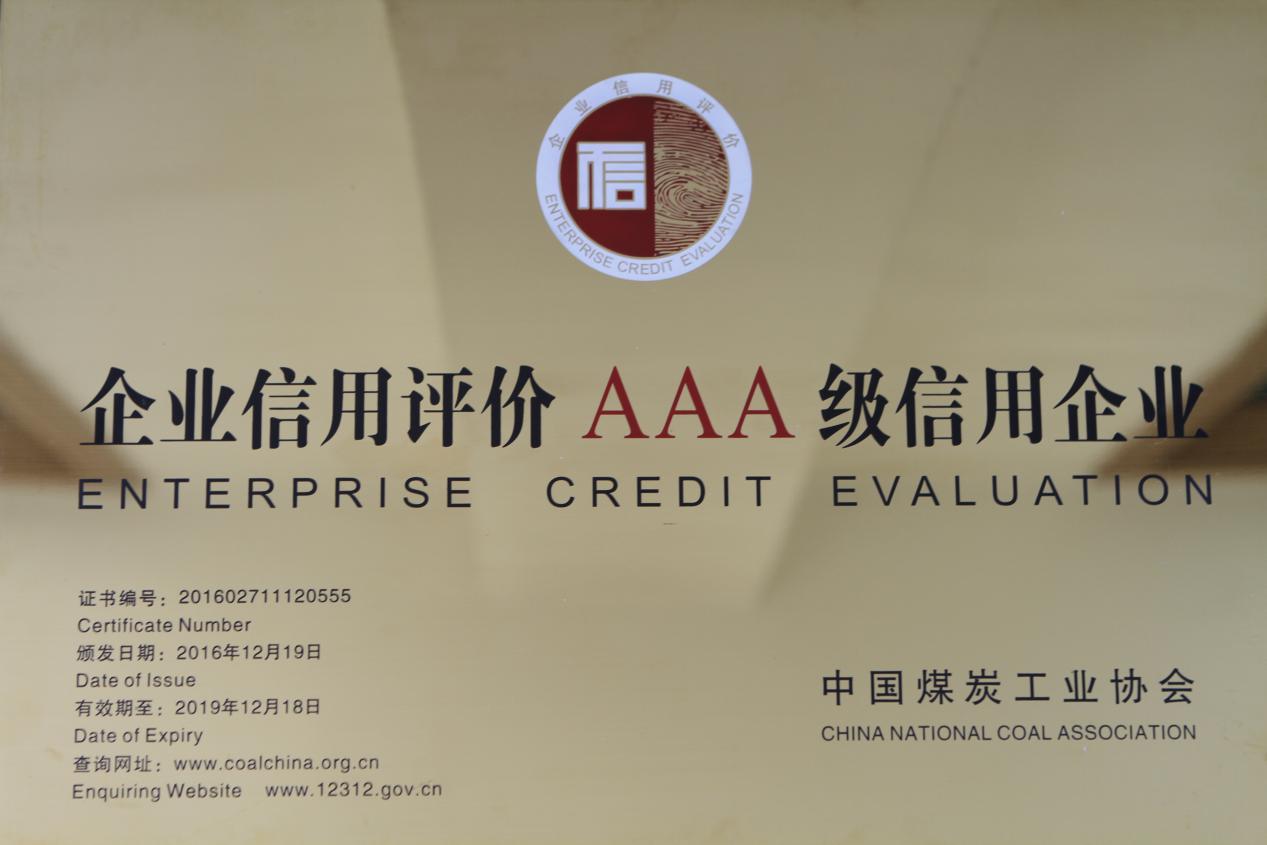 企业信用评价
信
ENTERPRISE CREDIT EVALUATION
企业信用评价AAA级信用企业
ENTERPRISE CREDIT EVALUATION
证书编号：201602711120555
Certificate Number
颁发日期：2016年12月19日
Date of Issue
有效期至：2019年12月18日
Date of Expiry
查询网址：www.coalchina.org.cn
Enquiring Website www.12312.gov.cn
中国煤炭工业协会
CHINA NATIONAL COAL ASSOCIATION